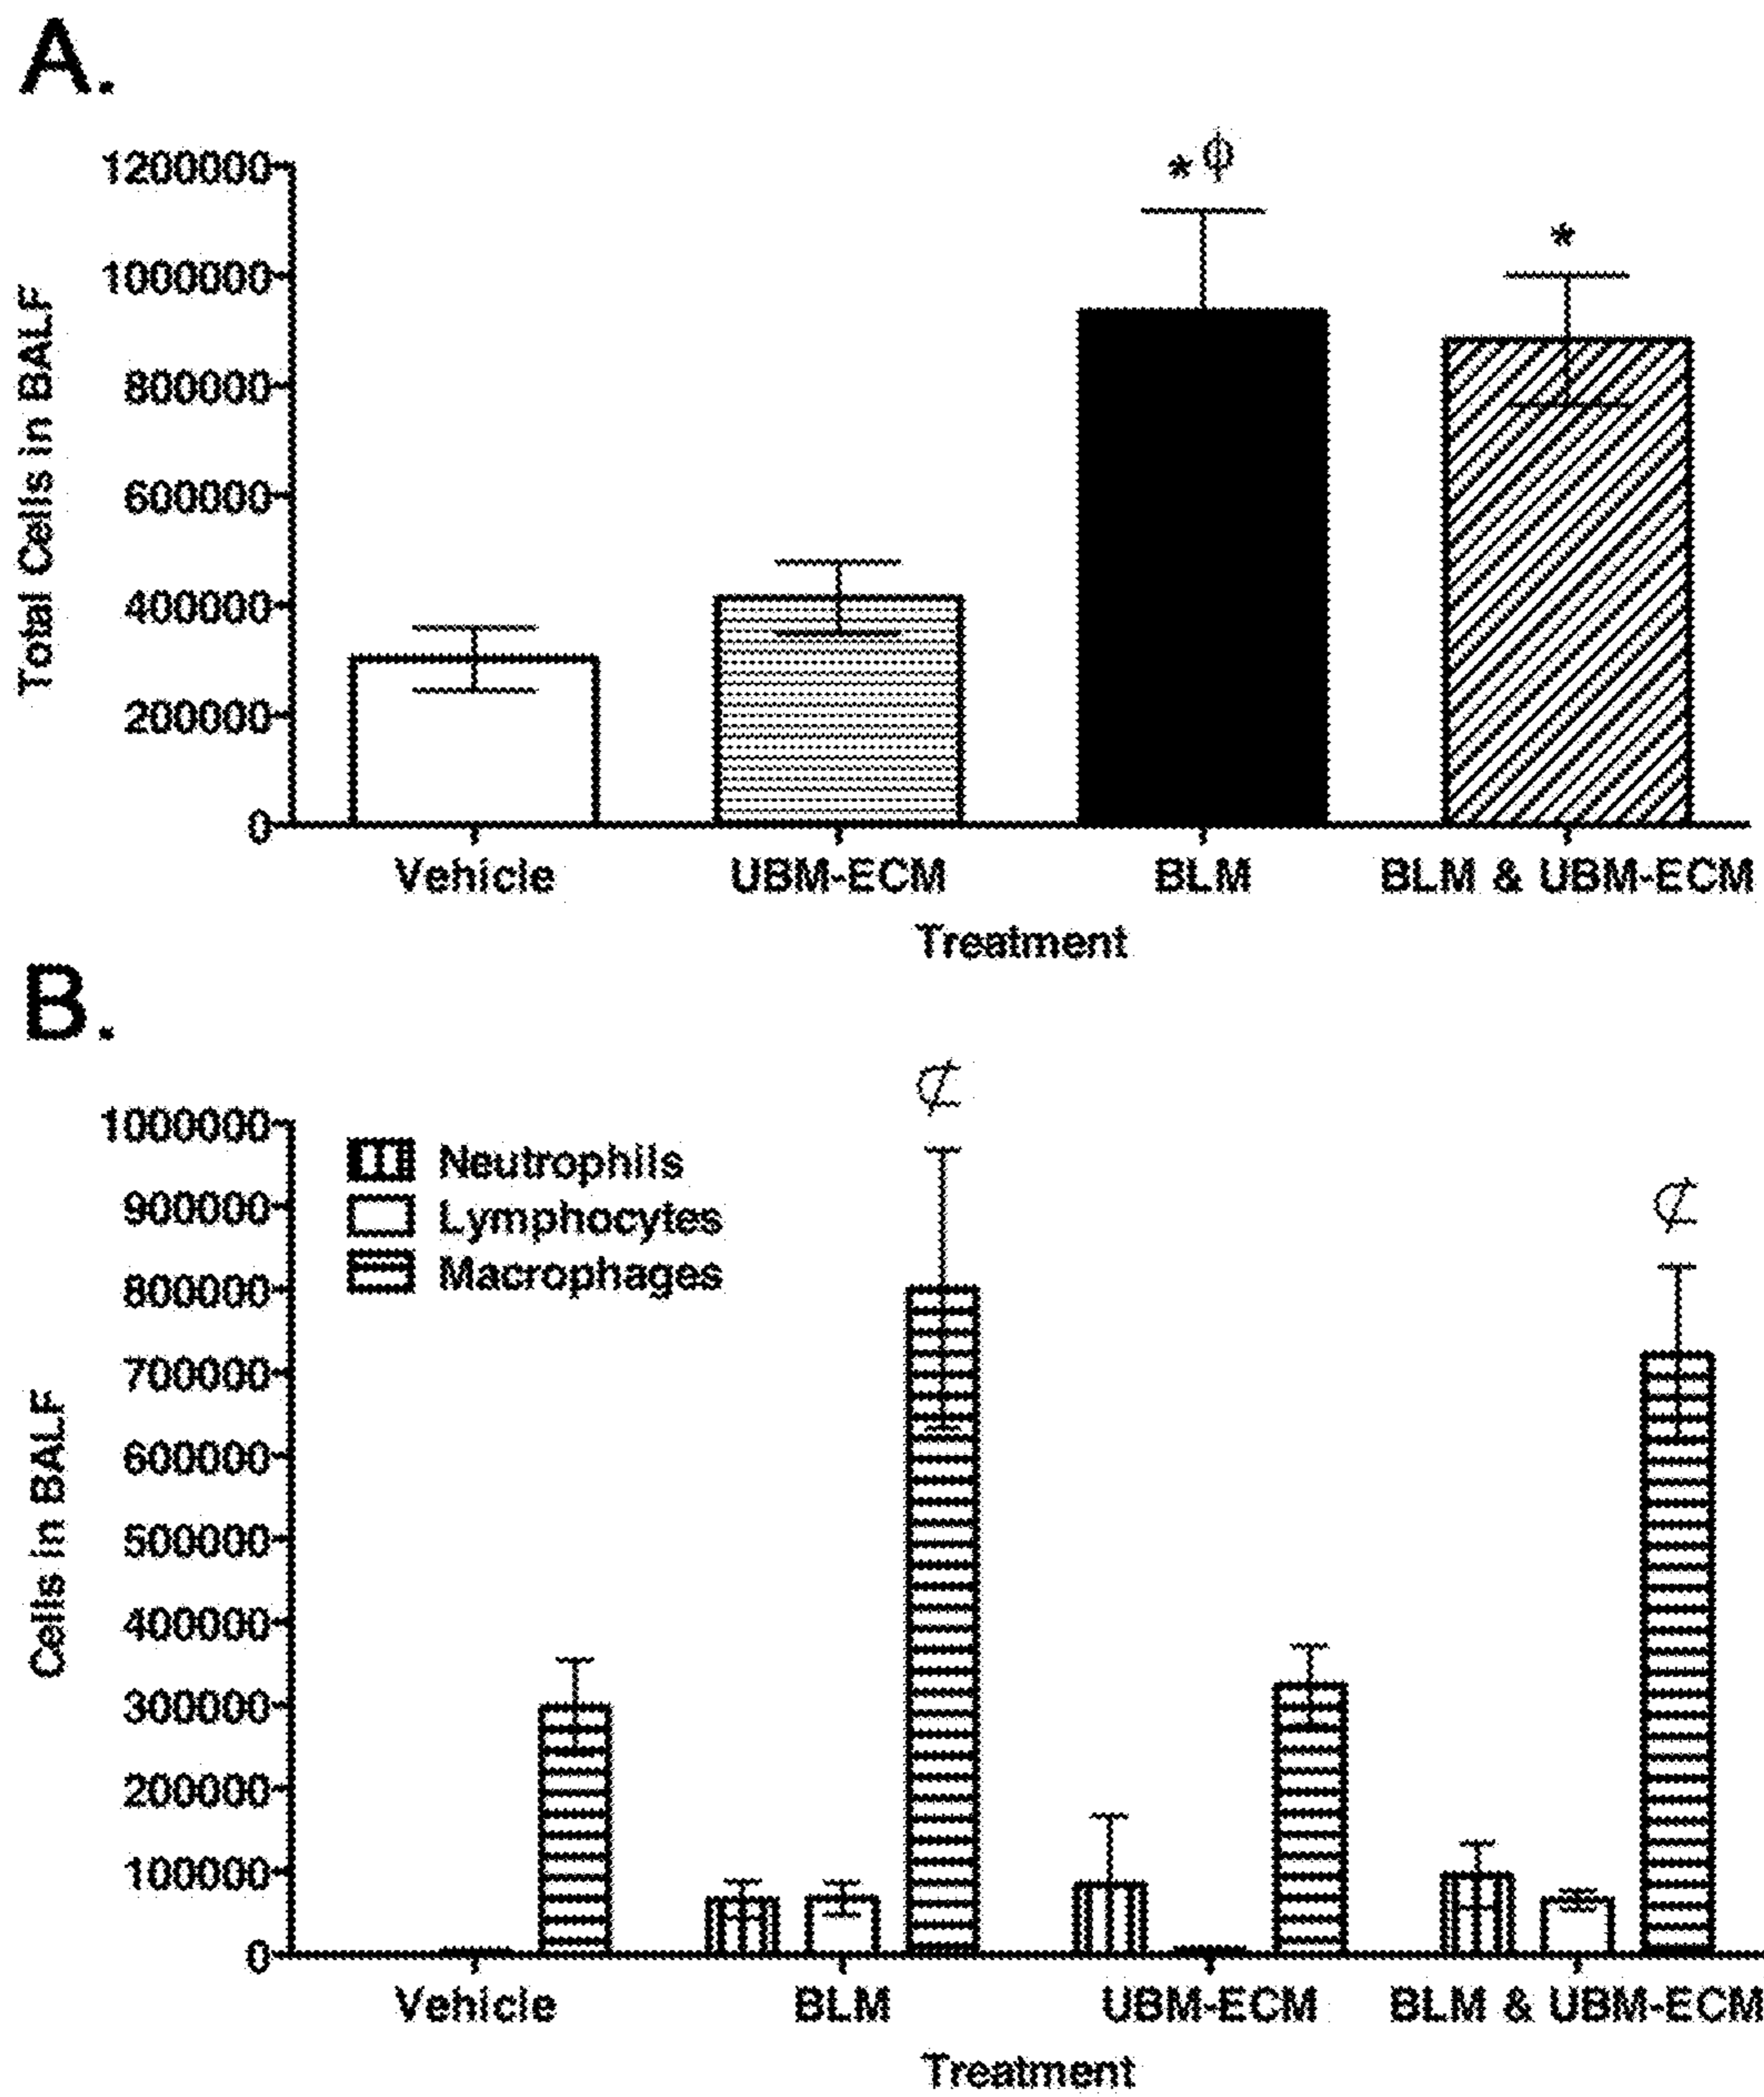 A.
* ϕ
*
1200000
1000000
800000
600000
400000
200000
0
Total Cells in BALF
Vehicle UBM-ECM BLM BLM & UBM-ECM
Treatment
B.
₡
₡
1000000
900000
800000
700000
600000
500000
400000
300000
200000
100000
0
Cells in BALF
Neutrophils
Lymphocytes
Macrophages
Vehicle BLM UBM-ECM BLM & UBM-ECM
Treatment